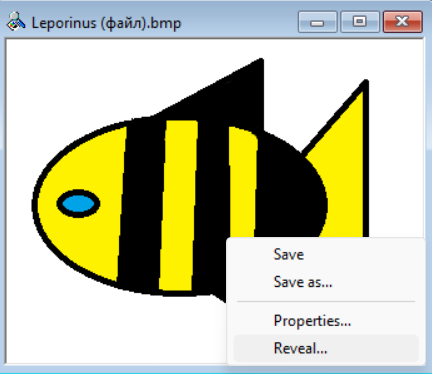 Leporinus (файл).bmp
Save
Save as...
Properties...
Reveal...